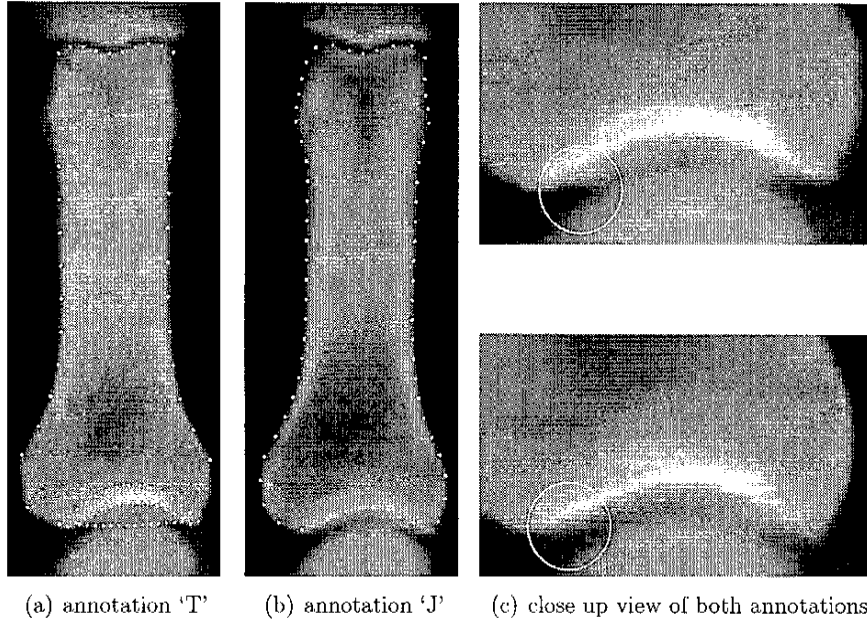 (a) annotation ‘T’
(b) annotation ‘J’
(c) close up view of both annotations